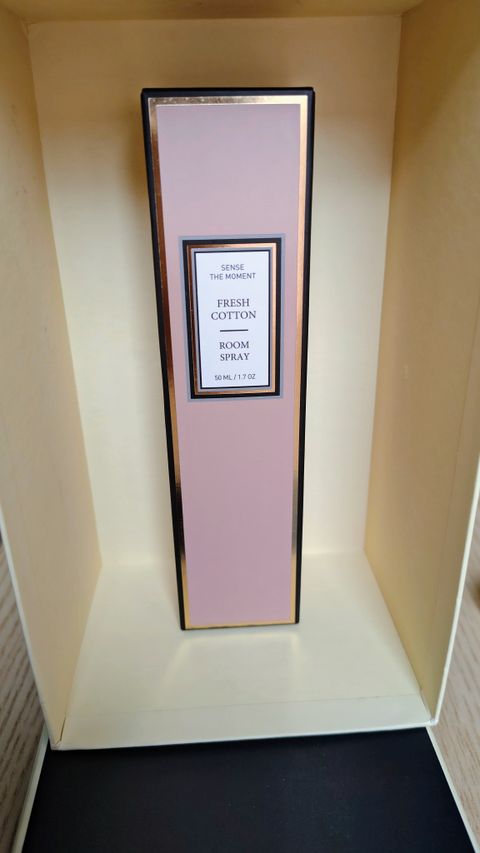 SENSE
THE MOMENT
FRESH
COTTON
ROOM
SPRAY
50 ML / 1.7 OZ